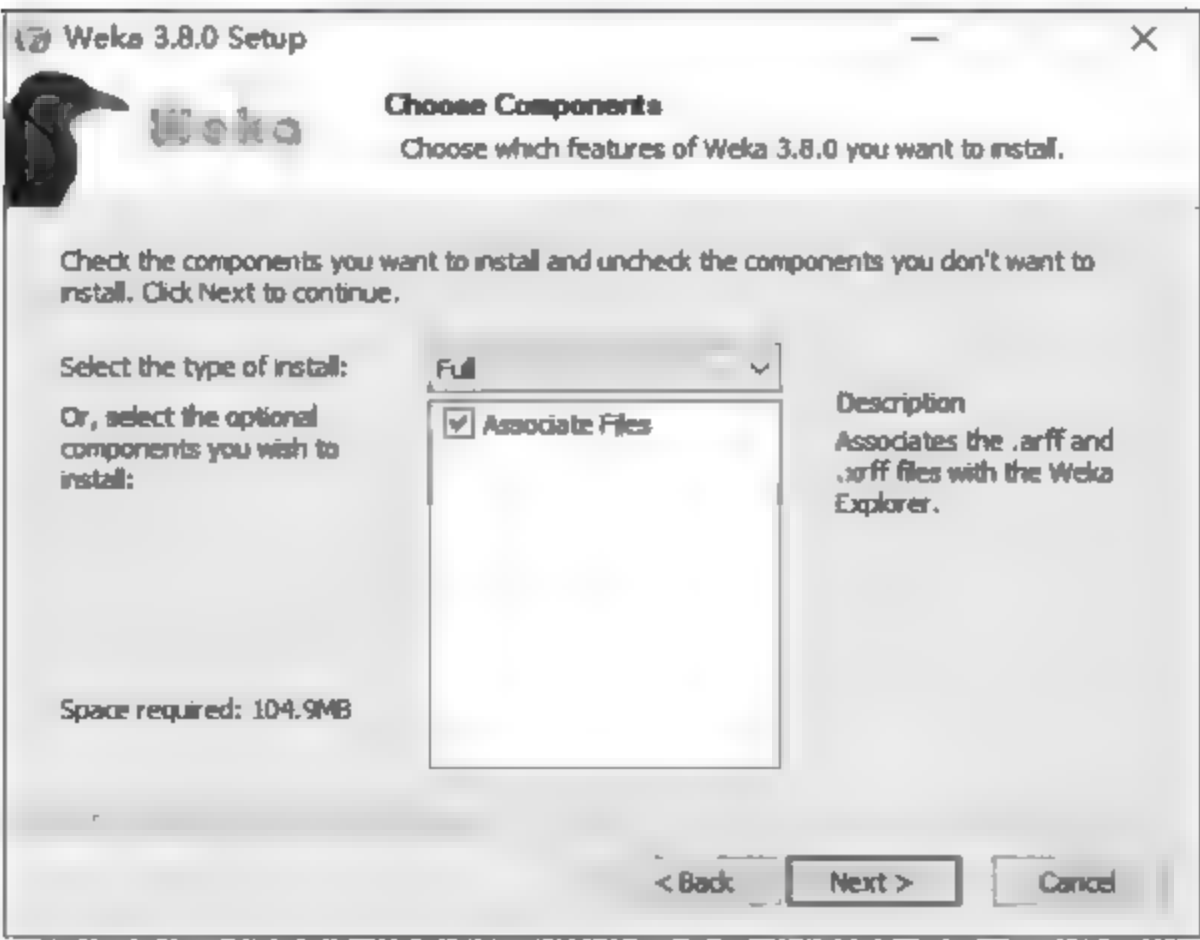 Weka 3.8.0 Setup
Weka
Choose Components
Choose which features of Weka 3.8.0 you want to install.
Check the components you want to install and uncheck the components you don't want to
install. Click Next to continue.
Select the type of install:
Full
Or, select the optional
components you wish to
install:
Associate Files
Description
Associates the .arff and
.xrff files with the Weka
Explorer.
Space required: 104.9MB
< Back
Next >
Cancel